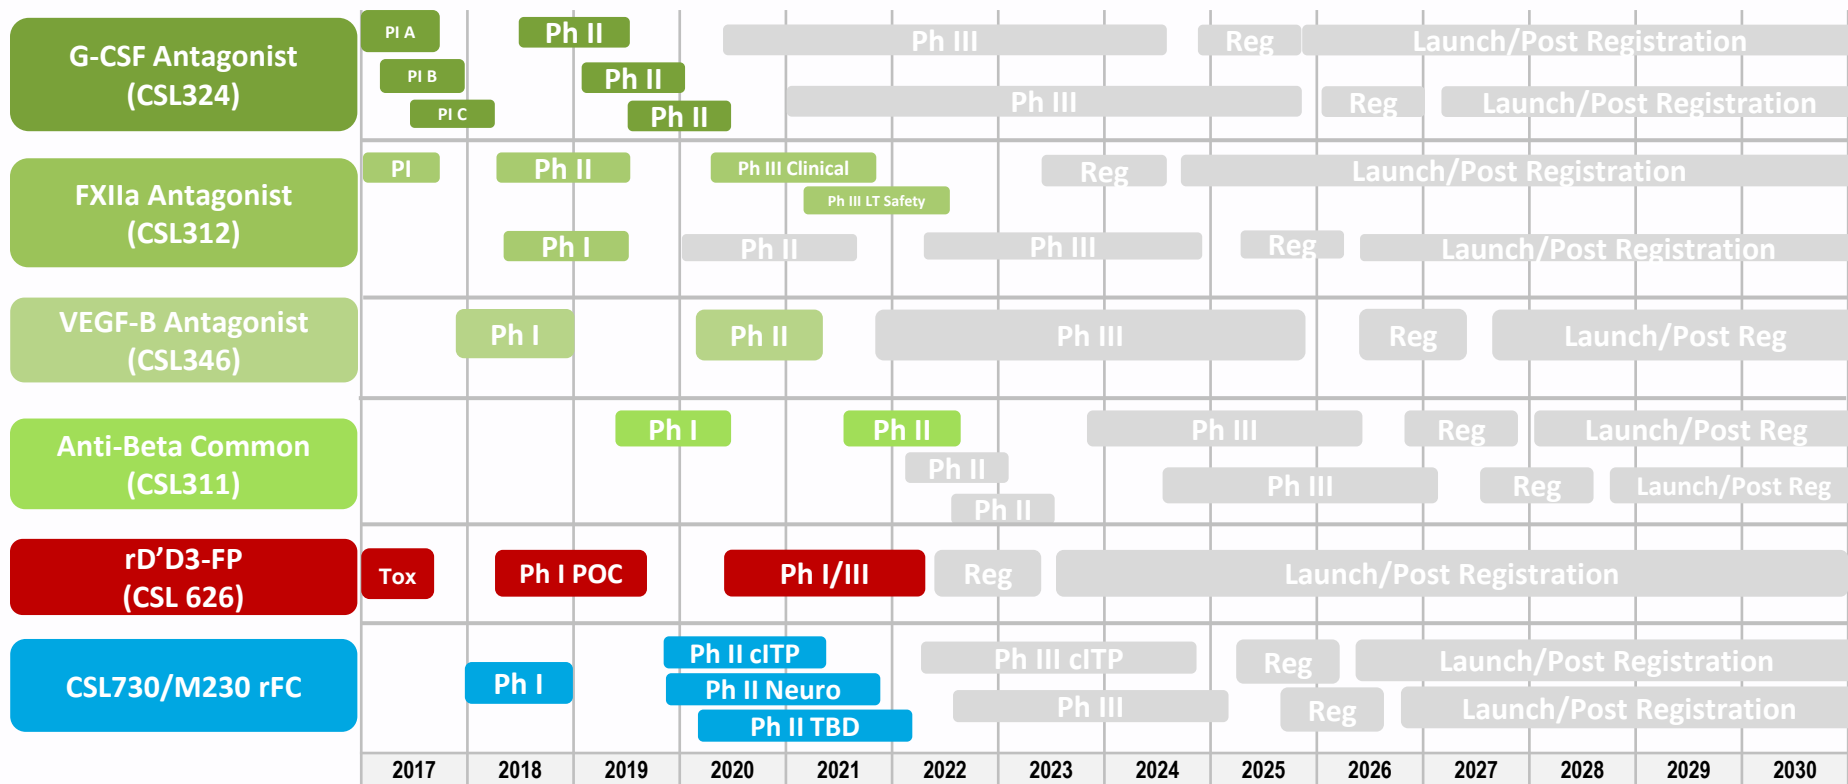 G-CSF Antagonist
(CSL324)
PI A
Ph II
Ph III
Reg
Launch/Post Registration
PI B
Ph II
PI C
Ph II
Ph III
Reg
Launch/Post Registration
FXIIa Antagonist
(CSL312)
PI
Ph II
Ph III Clinical
Reg
Launch/Post Registration
Ph III LT Safety
Ph I
Ph II
Ph III
Reg
Launch/Post Registration
VEGF-B Antagonist
(CSL346)
Ph I
Ph II
Ph III
Reg
Launch/Post Reg
Anti-Beta Common
(CSL311)
Ph I
Ph II
Ph III
Reg
Launch/Post Reg
Ph II
Ph III
Reg
Launch/Post Reg
Ph II
rD’D3-FP
(CSL 626)
Tox
Ph I POC
Ph I/III
Reg
Launch/Post Registration
CSL730/M230 rFC
Ph I
Ph II cITP
Ph III cITP
Reg
Launch/Post Registration
Ph II Neuro
Ph III
Reg
Launch/Post Registration
Ph II TBD
2017 2018 2019 2020 2021 2022 2023 2024 2025 2026 2027 2028 2029 2030